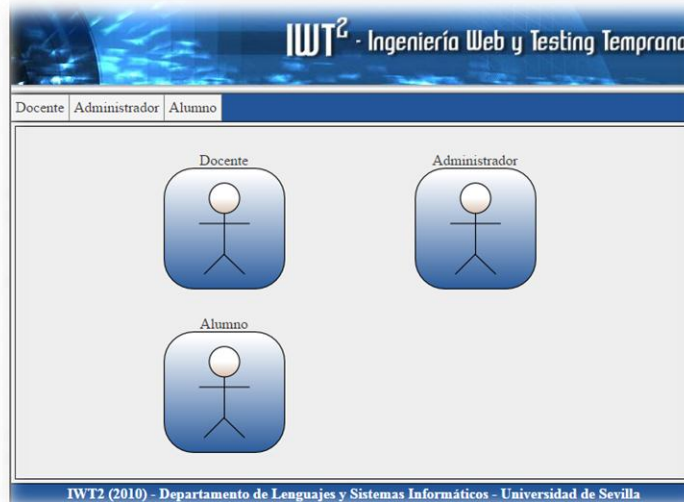 IWT2 - Ingeniería Web y Testing Temprano
Docente Administrador Alumno
Docente Administrador
Alumno
IWT2 (2010) - Departamento de Lenguajes y Sistemas Informáticos - Universidad de Sevilla